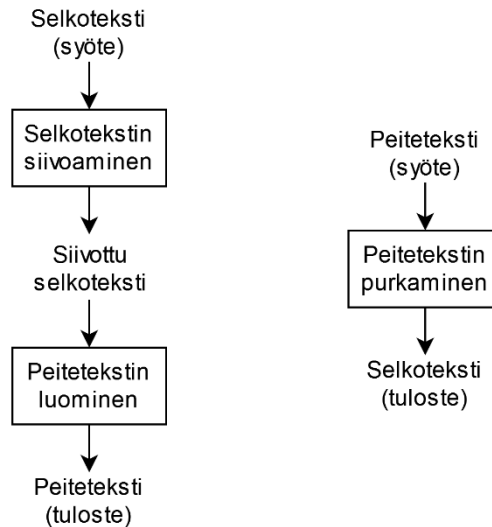 Selkoteksti
(syöte)
Selkotekstin
siivoaminen
Siivottu
selkoteksti
Peitetekstin
luominen
Peiteteksti
(tuloste)
Peiteteksti
(syöte)
Peitetekstin
purkaminen
Selkoteksti
(tuloste)